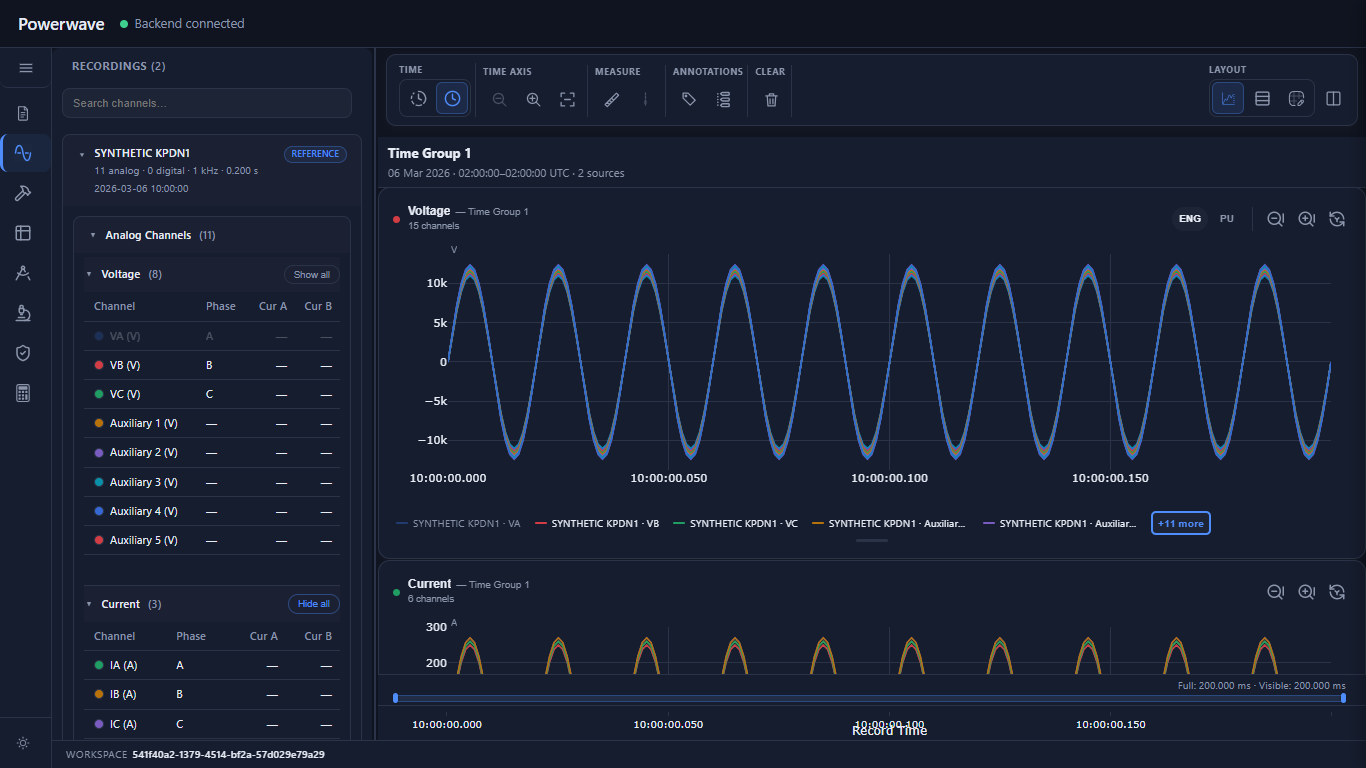 Powerwave
Backend connected
RECORDINGS (2)
Search channels...
SYNTHETIC KPDN1
REFERENCE
11 analog · 0 digital · 1 kHz · 0.200 s
2026-03-06 10:00:00
Analog Channels (11)
Voltage (8)
Show all
Channel Phase Cur A Cur B
VA (V) A — —
VB (V) B — —
VC (V) C — —
Auxiliary 1 (V) — — —
Auxiliary 2 (V) — — —
Auxiliary 3 (V) — — —
Auxiliary 4 (V) — — —
Auxiliary 5 (V) — — —
Current (3)
Hide all
Channel Phase Cur A Cur B
IA (A) A — —
IB (A) B — —
IC (A) C — —
TIME
TIME AXIS
MEASURE
ANNOTATIONS
CLEAR
LAYOUT
Time Group 1
06 Mar 2026 · 02:00:00–02:00:00 UTC · 2 sources
Voltage — Time Group 1
15 channels
ENG PU
V
10k
5k
0
−5k
−10k
10:00:00.000 10:00:00.050 10:00:00.100 10:00:00.150
SYNTHETIC KPDN1 · VA SYNTHETIC KPDN1 · VB SYNTHETIC KPDN1 · VC SYNTHETIC KPDN1 · Auxiliar... SYNTHETIC KPDN1 · Auxiliar... +11 more
Current — Time Group 1
6 channels
A
300
200
Full: 200.000 ms · Visible: 200.000 ms
10:00:00.000 10:00:00.050 10:00:00.100 10:00:00.150
Record Time
WORKSPACE 541f40a2-1379-4514-bf2a-57d029e79a29